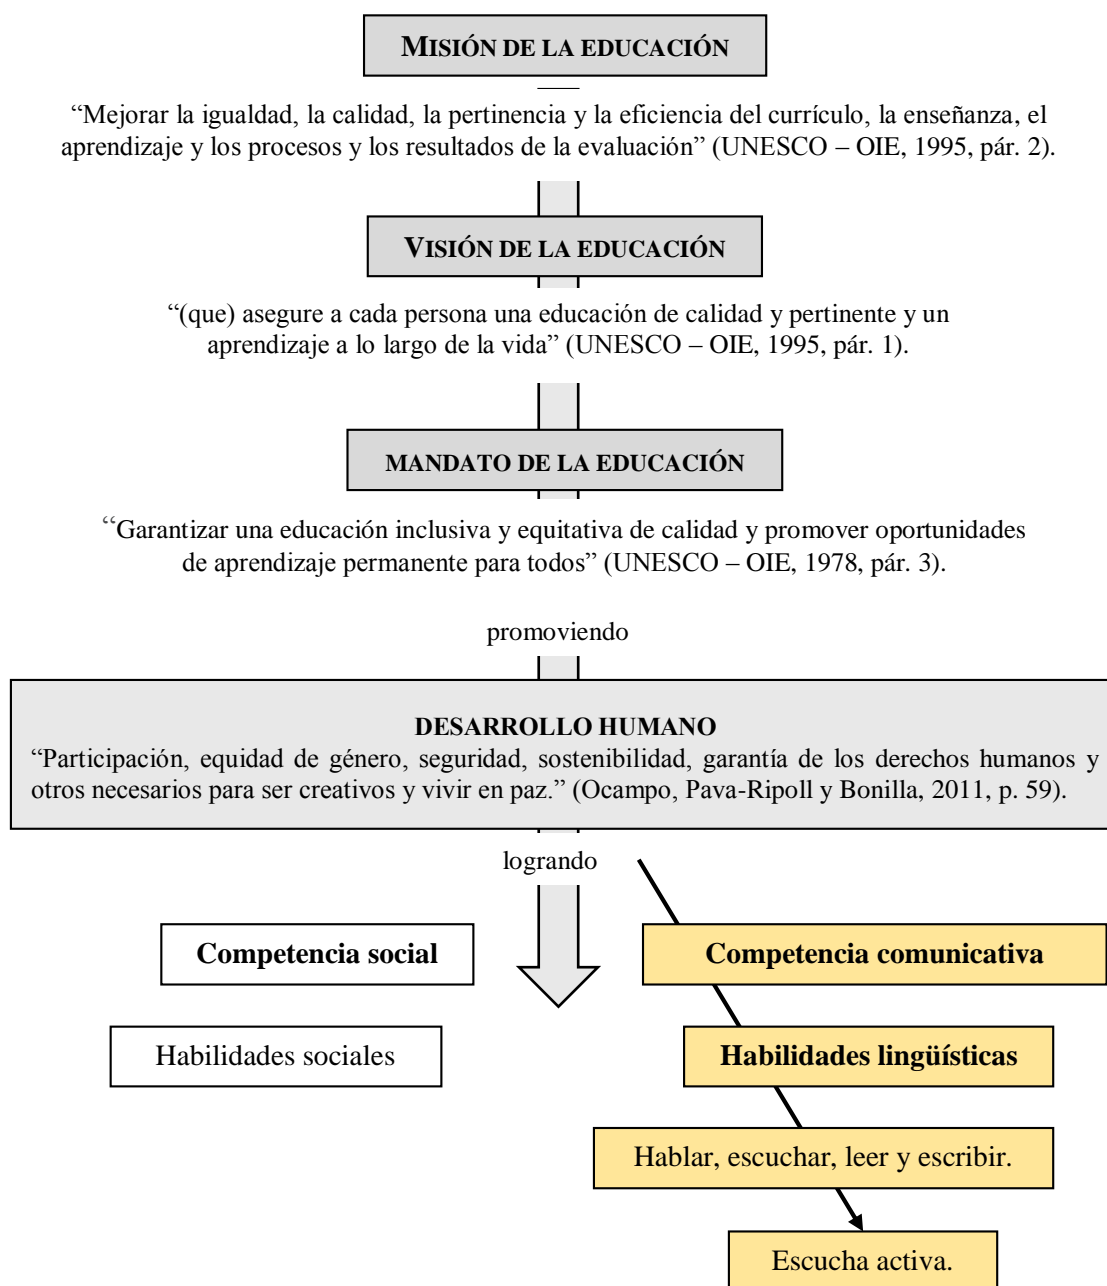 MISIÓN DE LA EDUCACIÓN
“Mejorar la igualdad, la calidad, la pertinencia y la eficiencia del currículo, la enseñanza, el
aprendizaje y los procesos y los resultados de la evaluación” (UNESCO – OIE, 1995, pár. 2).
VISIÓN DE LA EDUCACIÓN
“(que) asegure a cada persona una educación de calidad y pertinente y un
aprendizaje a lo largo de la vida” (UNESCO – OIE, 1995, pár. 1).
MANDATO DE LA EDUCACIÓN
“Garantizar una educación inclusiva y equitativa de calidad y promover oportunidades
de aprendizaje permanente para todos” (UNESCO – OIE, 1978, pár. 3).
promoviendo
DESARROLLO HUMANO
“Participación, equidad de género, seguridad, sostenibilidad, garantía de los derechos humanos y
otros necesarios para ser creativos y vivir en paz.” (Ocampo, Pava-Ripoll y Bonilla, 2011, p. 59).
logrando
Competencia social
Competencia comunicativa
Habilidades sociales
Habilidades lingüísticas
Hablar, escuchar, leer y escribir.
Escucha activa.